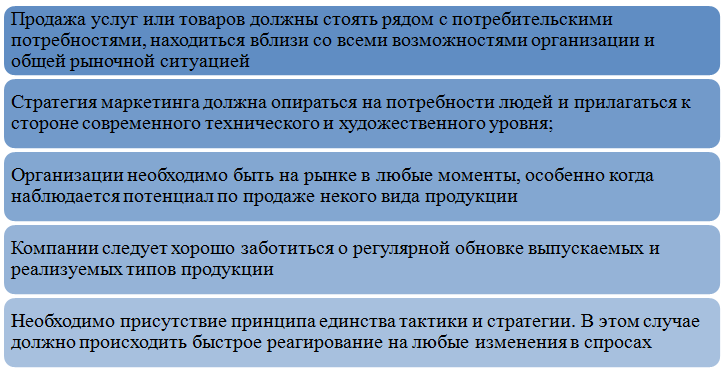 Продажа услуг или товаров должны стоять рядом с потребительскими
потребностями, находиться вблизи со всеми возможностями организации и
общей рыночной ситуацией
Стратегия маркетинга должна опираться на потребности людей и прилагаться к
стороне современного технического и художественного уровня;
Организации необходимо быть на рынке в любые моменты, особенно когда
наблюдается потенциал по продаже некого вида продукции
Компании следует хорошо заботиться о регулярной обновке выпускаемых и
реализуемых типов продукции
Необходимо присутствие принципа единства тактики и стратегии. В этом случае
должно происходить быстрое реагирование на любые изменения в спросах